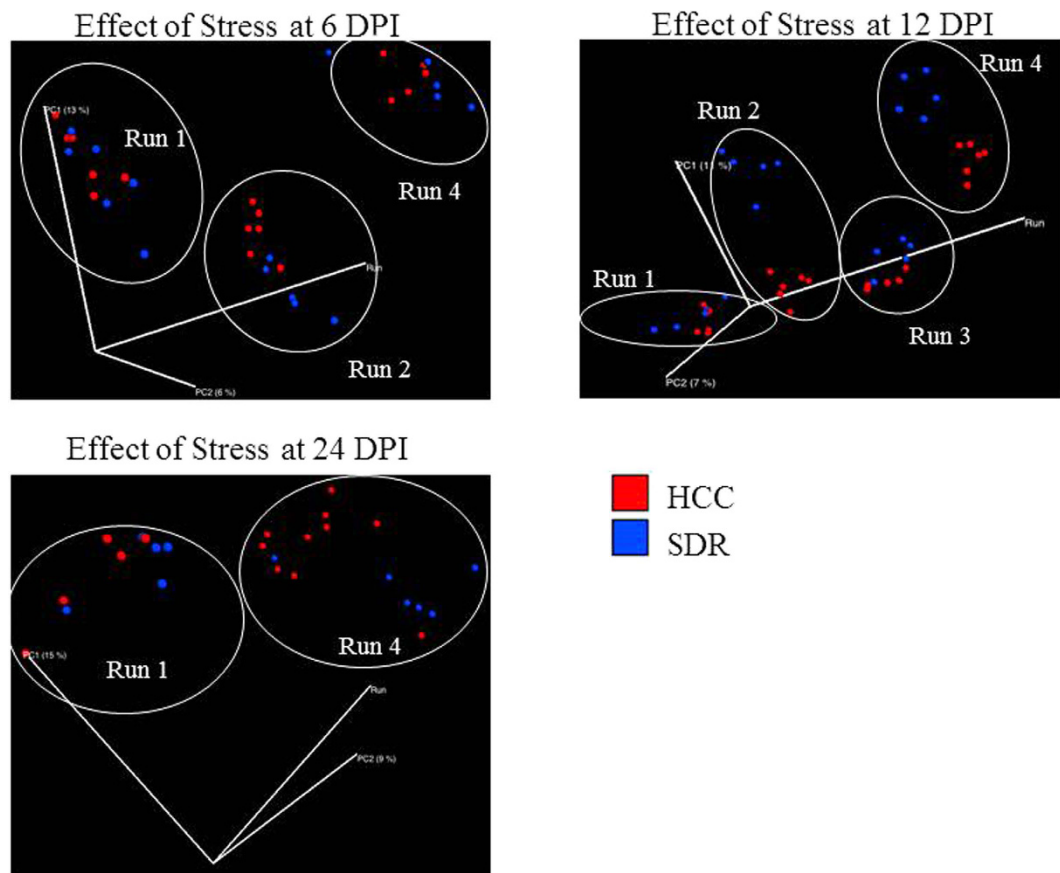 Effect of Stress at 6 DPI
PC1 (13 %)
Run 1
Run 4
Run
Run 2
PC2 (6 %)
Effect of Stress at 12 DPI
Run 4
Run 2
PC1 (11 %)
Run
Run 1
Run 3
PC2 (7 %)
Effect of Stress at 24 DPI
PC1 (15 %)
Run 1
Run 4
Run
PC2 (9 %)
HCC
SDR